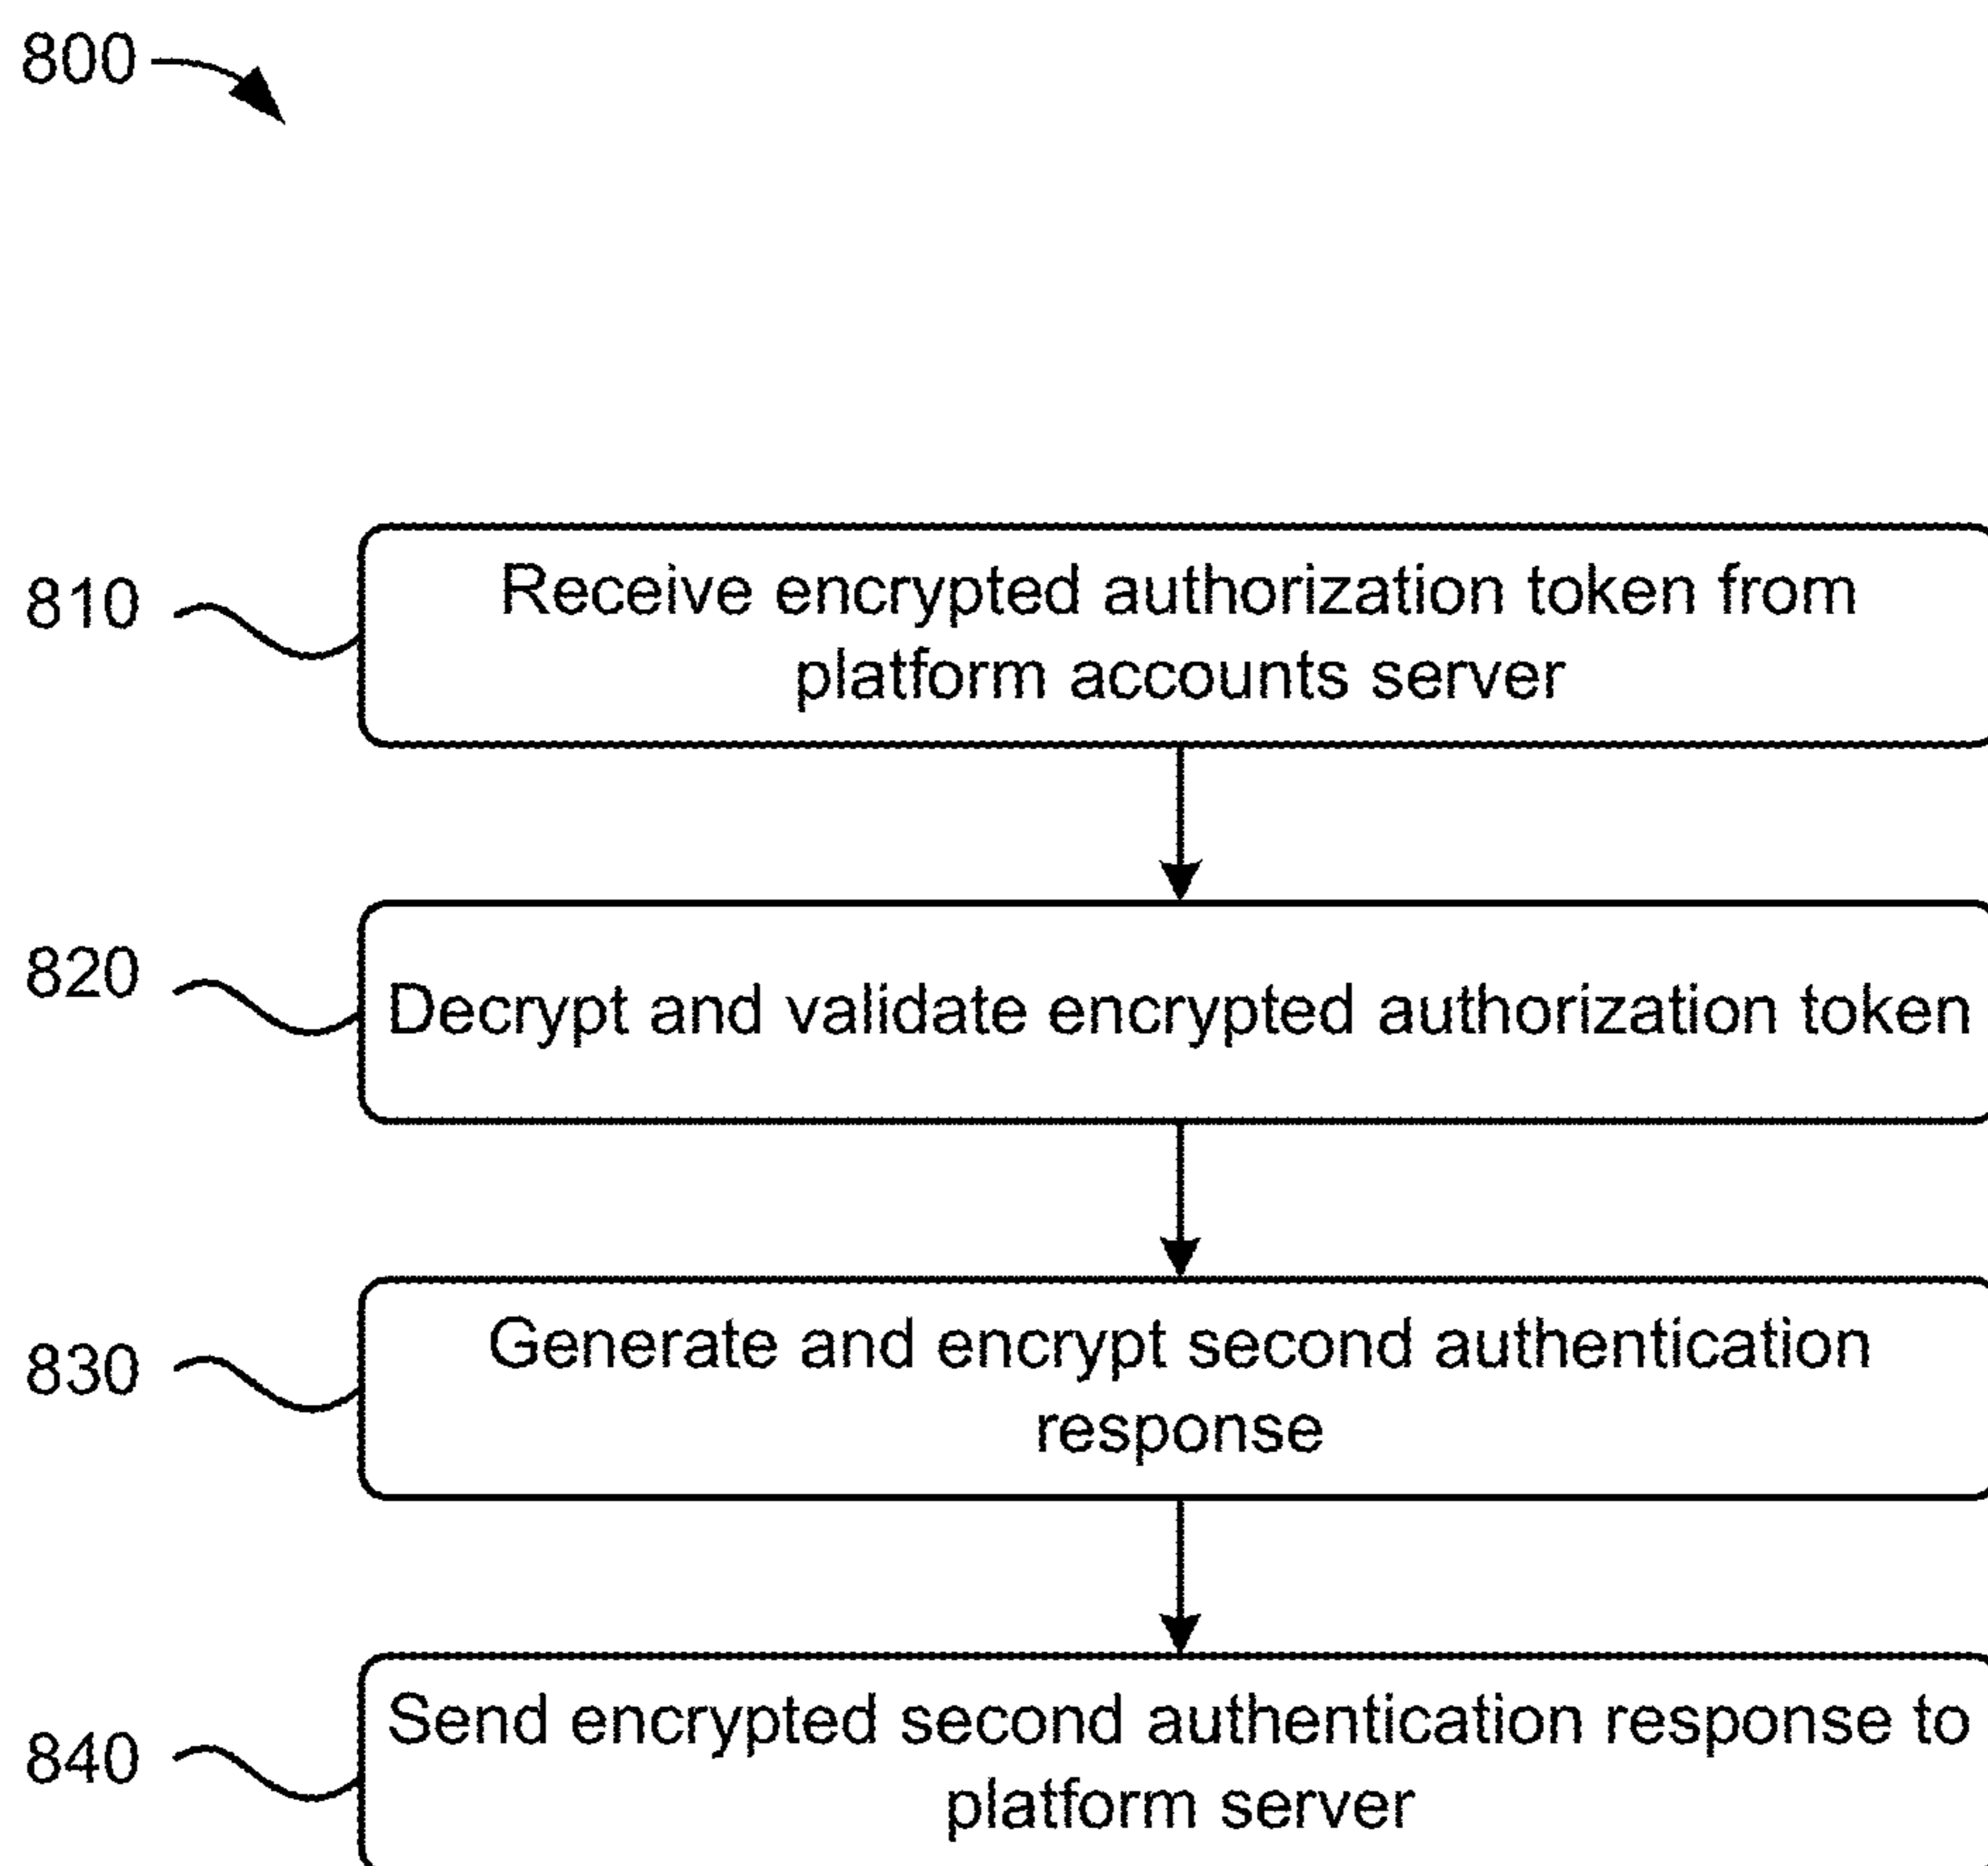 800
810
Receive encrypted authorization token from
platform accounts server
820
Decrypt and validate encrypted authorization token
830
Generate and encrypt second authentication
response
840
Send encrypted second authentication response to
platform server